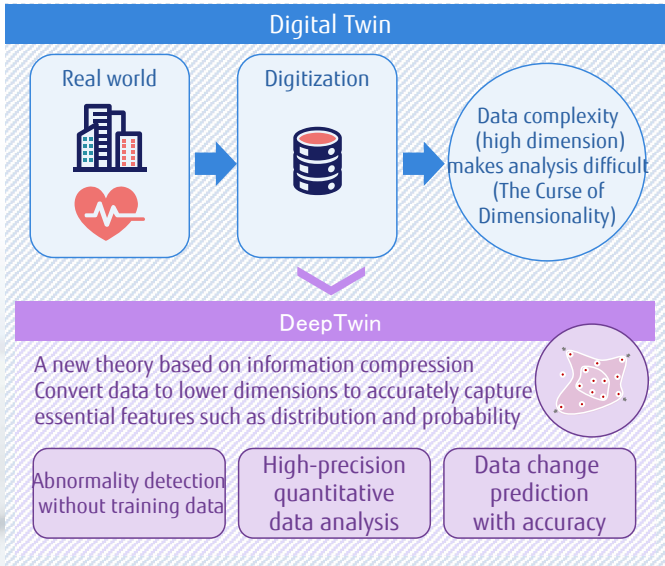 Digital Twin
Real world
Digitization
Data complexity
(high dimension)
makes analysis difficult
(The Curse of
Dimensionality)
DeepTwin
A new theory based on information compression
Convert data to lower dimensions to accurately capture
essential features such as distribution and probability
Abnormality detection
without training data
High-precision
quantitative
data analysis
Data change
prediction
with accuracy